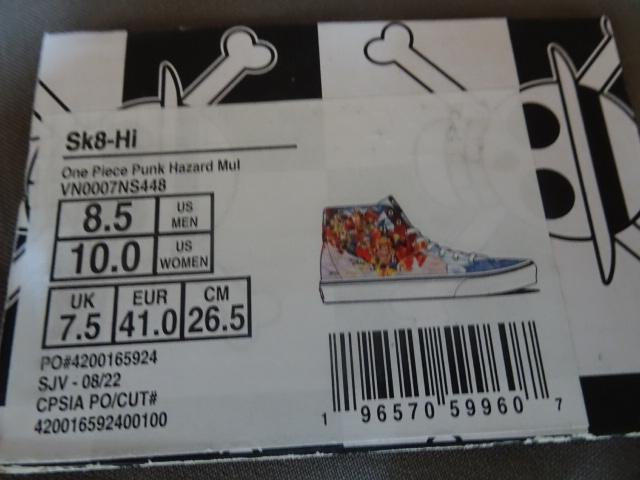 Sk8-Hi
One Piece Punk Hazard Mul
VN0007NS448
8.5 US MEN
10.0 US WOMEN
UK EUR CM
7.5 41.0 26.5
PO#4200165924
SJV - 08/22
CPSIA PO/CUT#
420016592400100
1 96570 59960 7